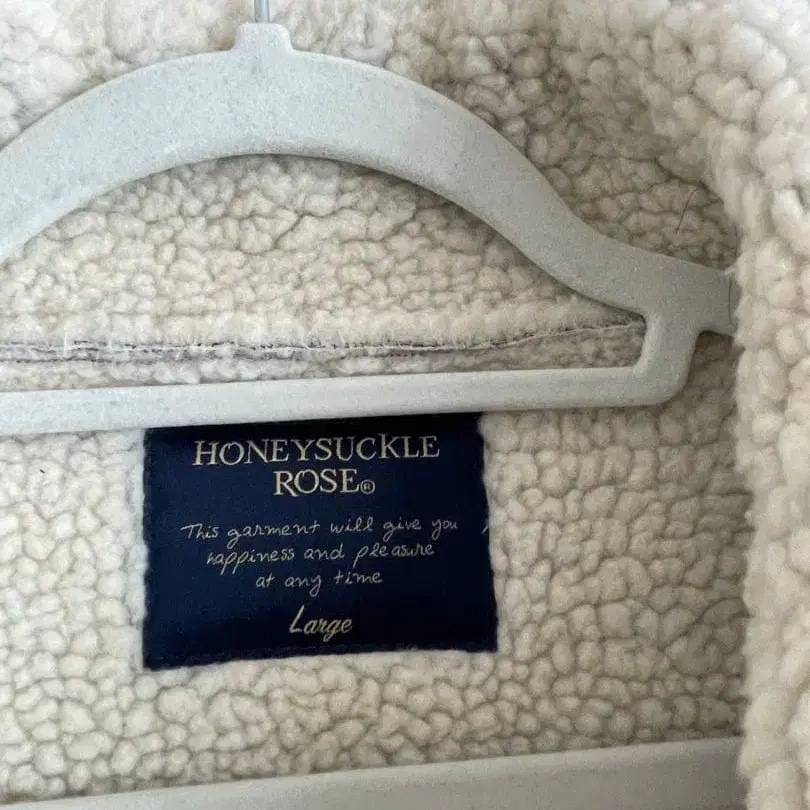 HONEYSUCKLE
ROSE®
This garment will give you
happiness and pleasure
at any time
Large